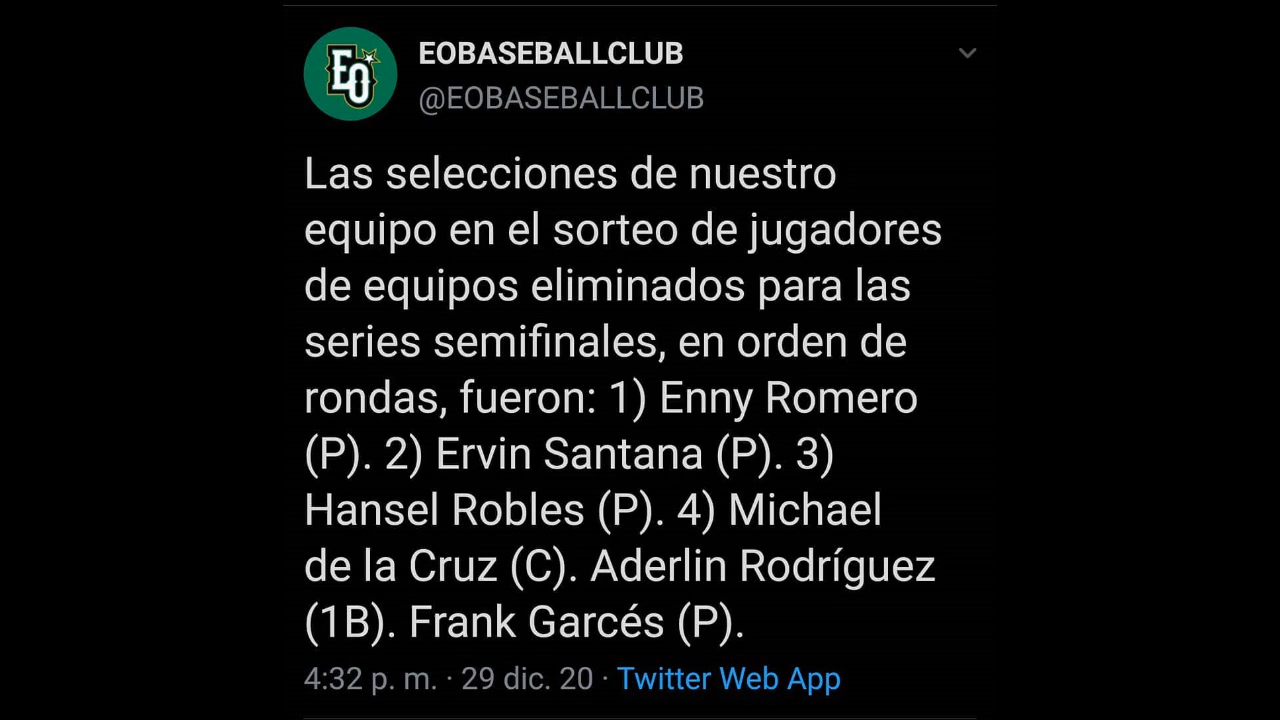 EO
EOBASEBALLCLUB
@EOBASEBALLCLUB
Las selecciones de nuestro
equipo en el sorteo de jugadores
de equipos eliminados para las
series semifinales, en orden de
rondas, fueron: 1) Enny Romero
(P). 2) Ervin Santana (P). 3)
Hansel Robles (P). 4) Michael
de la Cruz (C). Aderlin Rodríguez
(1B). Frank Garcés (P).
4:32 p. m. · 29 dic. 20 · Twitter Web App